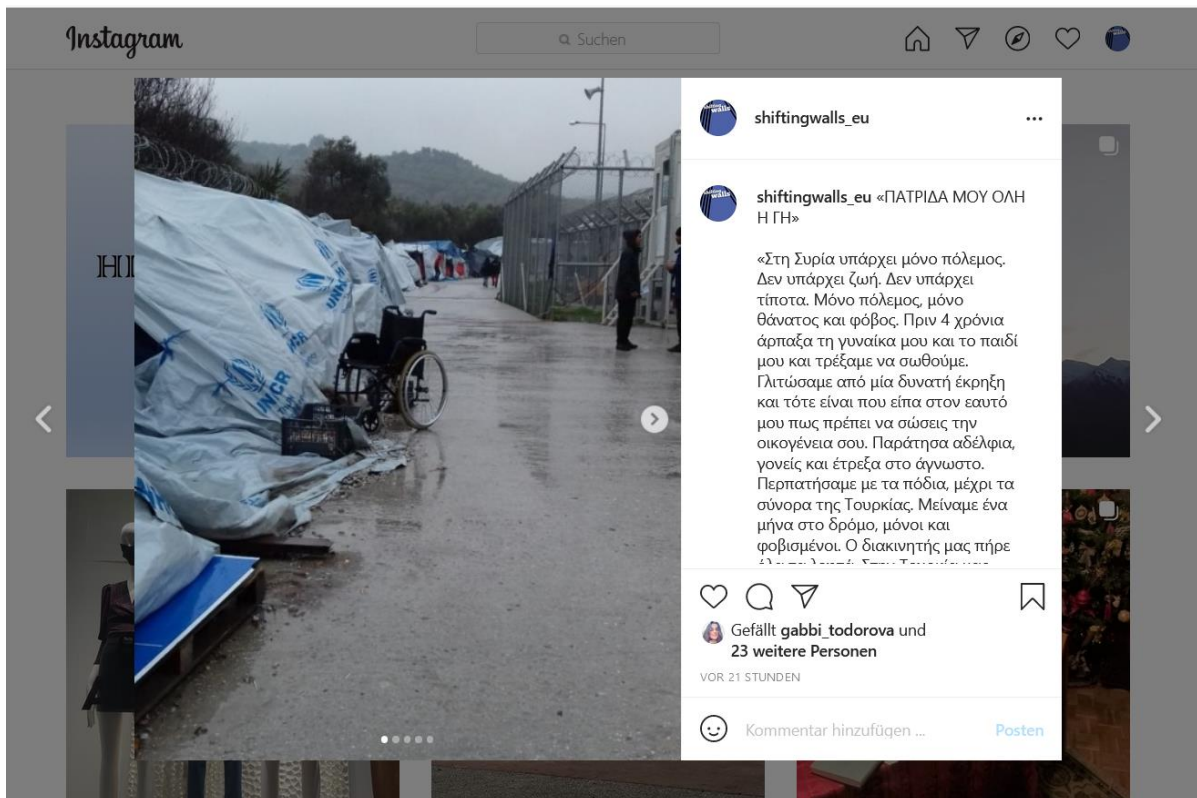 Instagram
Suchen
shiftingwalls_eu
shiftingwalls_eu «ΠΑΤΡΙΔΑ ΜΟΥ ΟΛΗ
Η ΓΗ»
«Στη Συρία υπάρχει μόνο πόλεμος.
Δεν υπάρχει ζωή. Δεν υπάρχει
τίποτα. Μόνο πόλεμος, μόνο
θάνατος και φόβος. Πριν 4 χρόνια
άρπαξα τη γυναίκα μου και το παιδί
μου και τρέξαμε να σωθούμε.
Γλιτώσαμε από μία δυνατή έκρηξη
και τότε είναι που είπα στον εαυτό
μου πως πρέπει να σώσεις την
οικογένεια σου. Παράτησα αδέλφια,
γονείς και έτρεξα στο άγνωστο.
Περπατήσαμε με τα πόδια, μέχρι τα
σύνορα της Τουρκίας. Μείναμε ένα
μήνα στο δρόμο, μόνοι και
φοβισμένοι. Ο διακινητής μας πήρε
Gefällt gabbi_todorova und
23 weitere Personen
VOR 21 STUNDEN
Kommentar hinzufügen ...
Posten
UNHCR
UNHCR
UNHCR